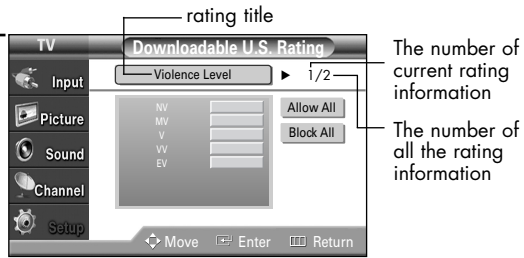 rating title
TV
Downloadable U.S. Rating
Input
Picture
Sound
Channel
Setup
Violence Level ► 1/2
NV
MV
V
VV
EV
Allow All
Block All
Move Enter Return
The number of
current rating
information
The number of
all the rating
information